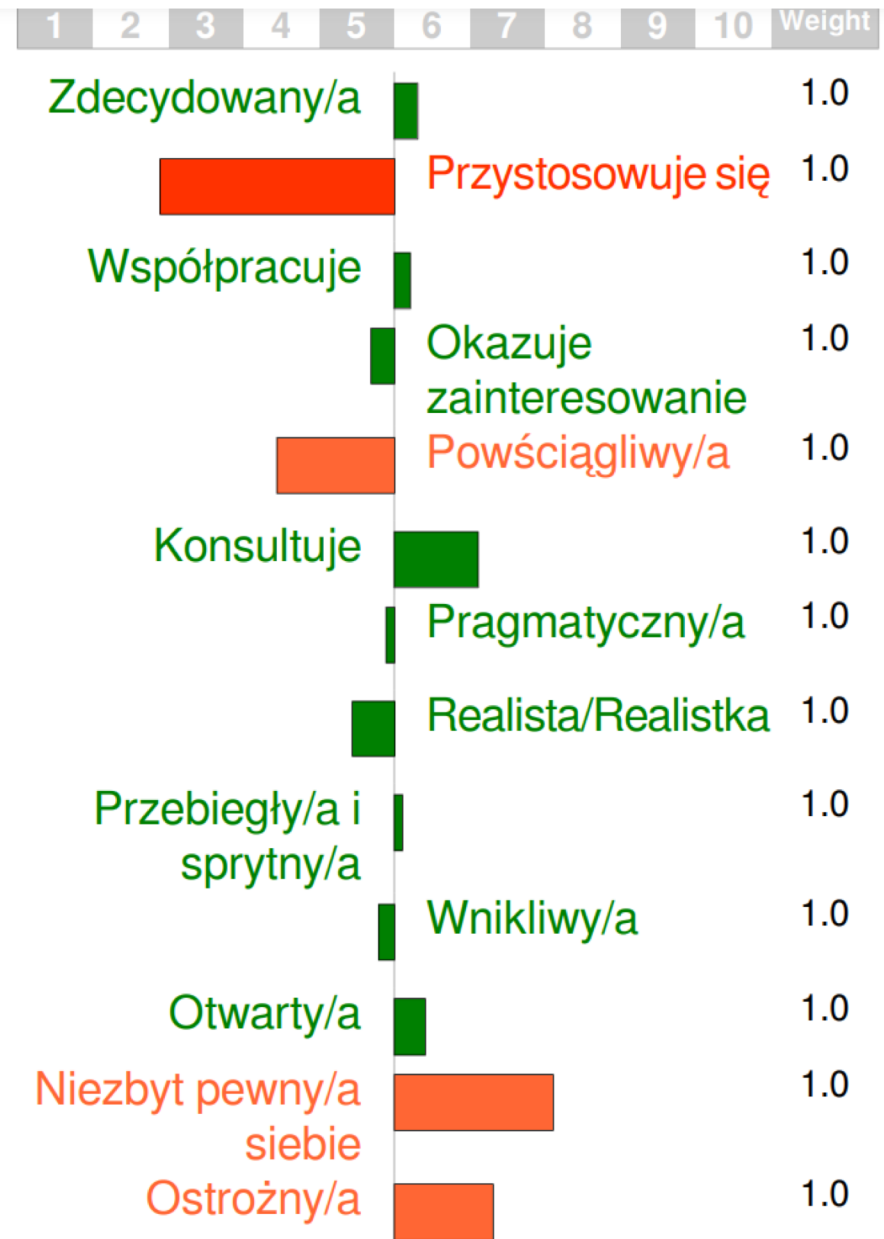 1 2 3 4 5 6 7 8 9 10 Weight
Zdecydowany/a 1.0
Przystosowuje się 1.0
Współpracuje 1.0
Okazuje 1.0
zainteresowanie
Powściągliwy/a 1.0
Konsultuje 1.0
Pragmatyczny/a 1.0
Realista/Realistka 1.0
Przebiegły/a i 1.0
sprytny/a
Wnikliwy/a 1.0
Otwarty/a 1.0
Niezbyt pewny/a 1.0
siebie
Ostrożny/a 1.0